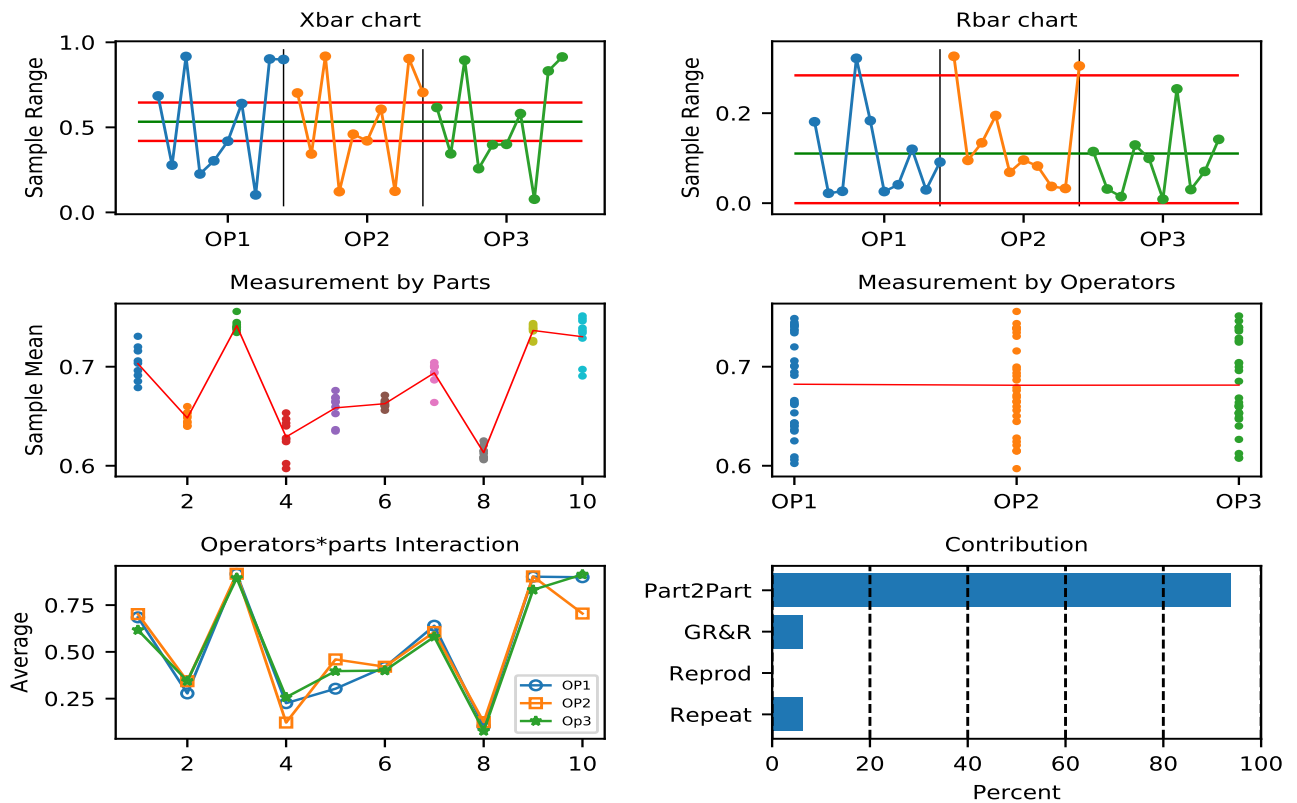 Xbar chart
Sample Range
1.0
0.5
0.0
OP1 OP2 OP3
Rbar chart
Sample Range
0.2
0.0
OP1 OP2 OP3
Measurement by Parts
Sample Mean
0.7
0.6
2 4 6 8 10
Measurement by Operators
0.7
0.6
OP1 OP2 OP3
Operators*parts Interaction
Average
0.75
0.50
0.25
OP1
OP2
Op3
2 4 6 8 10
Contribution
Part2Part
GR&R
Reprod
Repeat
0 20 40 60 80 100
Percent